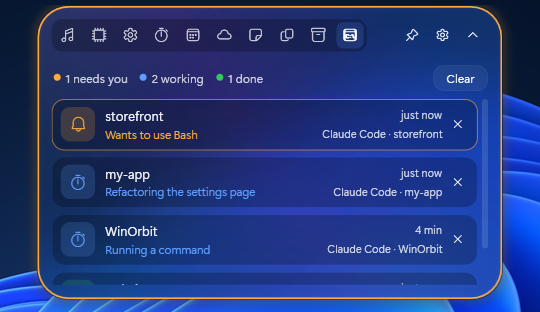 1 needs you
2 working
1 done
Clear
storefront
just now
Wants to use Bash
Claude Code · storefront
my-app
just now
Refactoring the settings page
Claude Code · my-app
WinOrbit
4 min
Running a command
Claude Code · WinOrbit